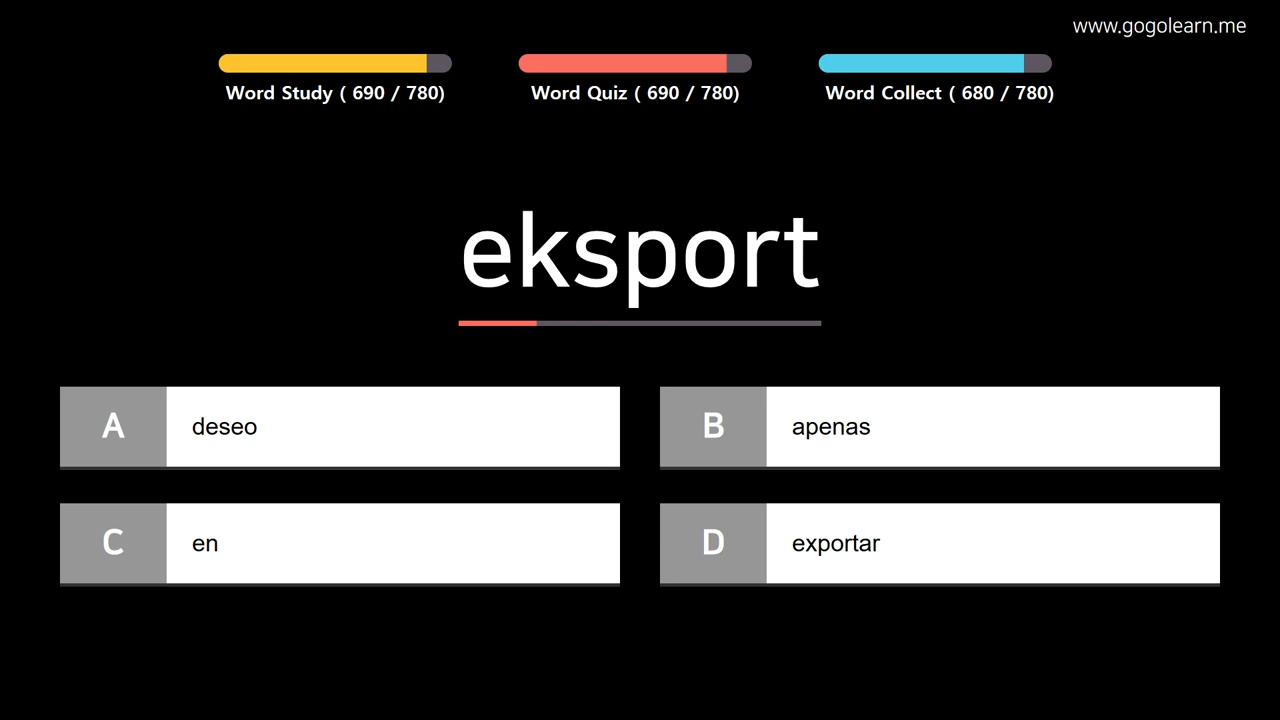 www.gogolearn.me
Word Study ( 690 / 780)
Word Quiz ( 690 / 780)
Word Collect ( 680 / 780)
eksport
A
deseo
B
apenas
C
en
D
exportar